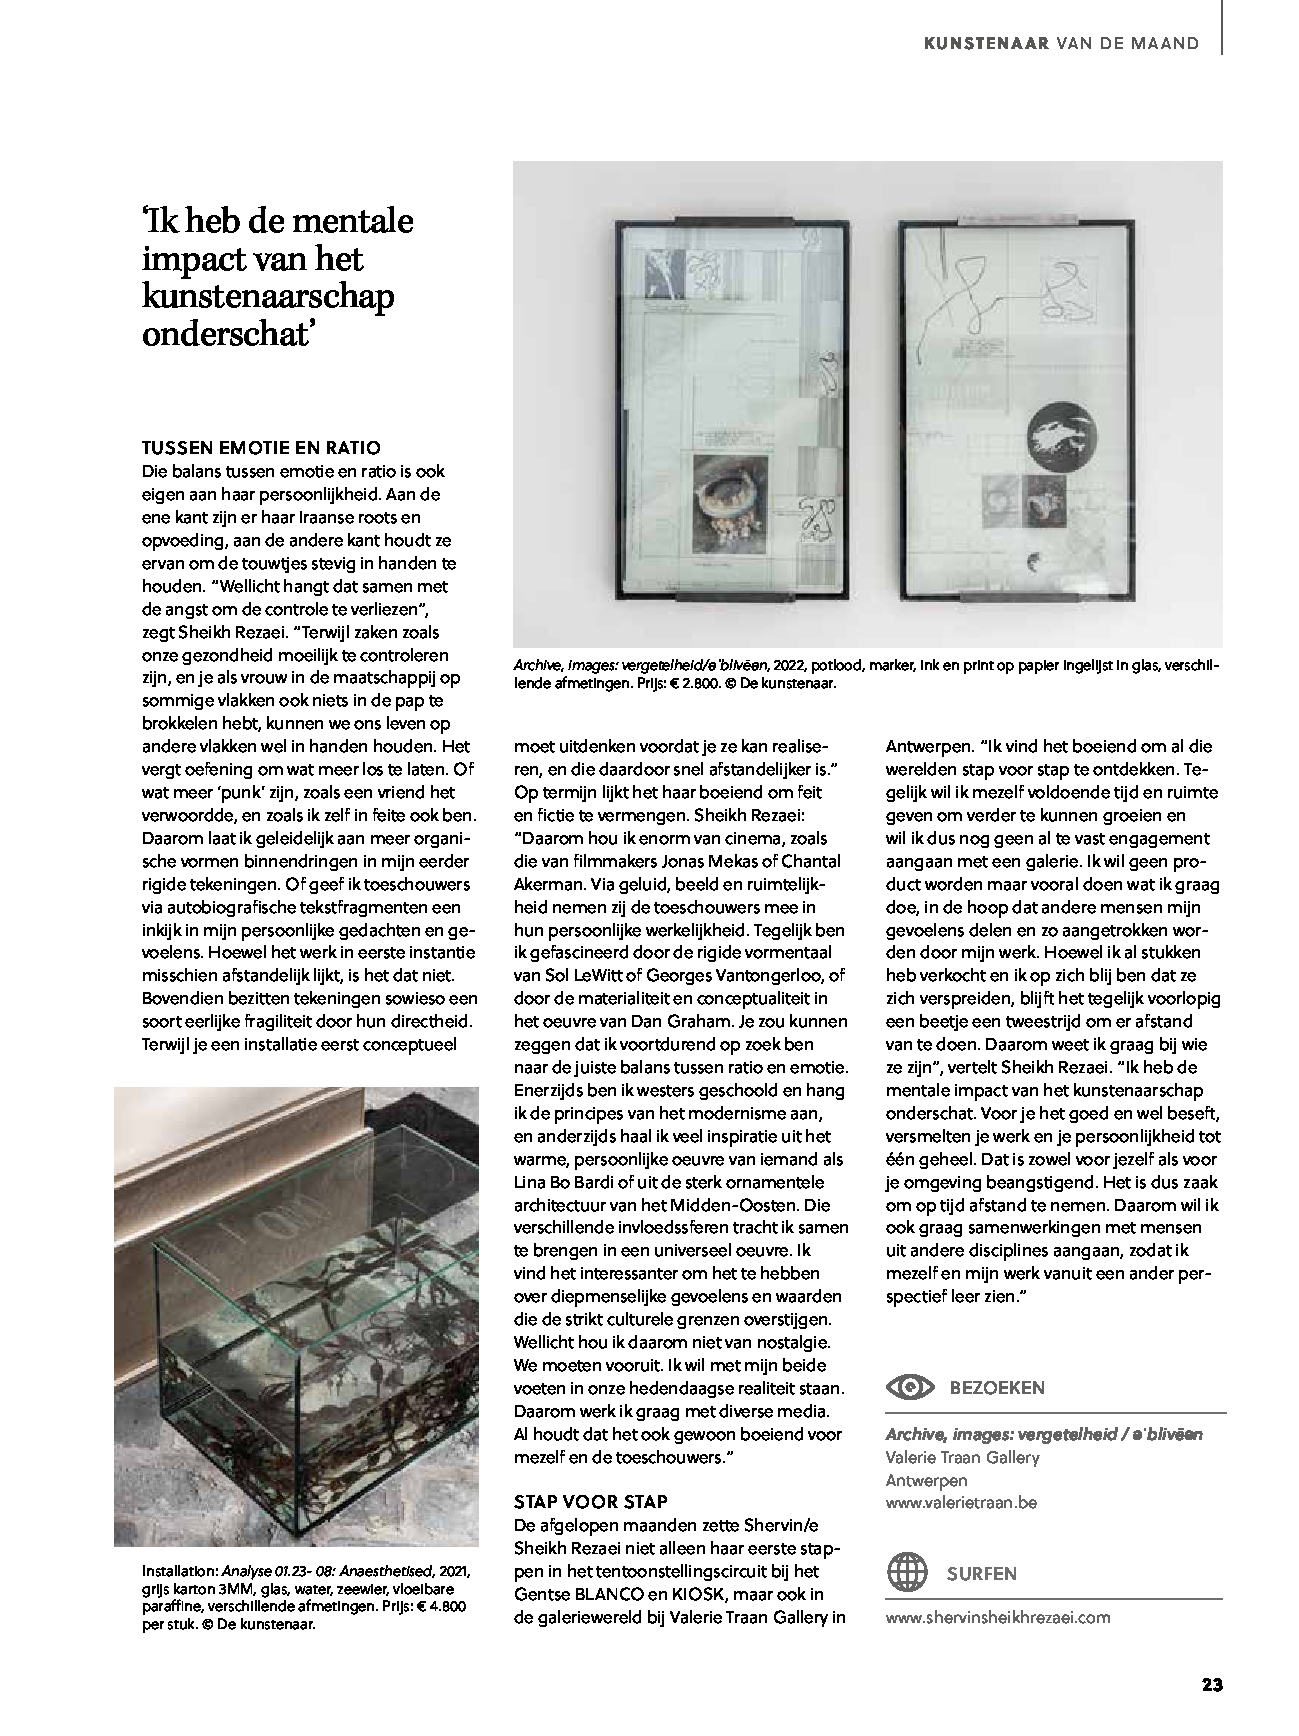 KUNSTENAAR VAN DE MAAND
‘Ik heb de mentale
impact van het
kunstenaarschap
onderschat’
TUSSEN EMOTIE EN RATIO
Die balans tussen emotie en ratio is ook
eigen aan haar persoonlijkheid. Aan de
ene kant zijn er haar Iraanse roots en
opvoeding, aan de andere kant houdt ze
ervan om de touwtjes stevig in handen te
houden. “Wellicht hangt dat samen met
de angst om de controle te verliezen”,
zegt Sheikh Rezaei. “Terwijl zaken zoals
onze gezondheid moeilijk te controleren
zijn, en je als vrouw in de maatschappij op
sommige vlakken ook niets in de pap te
brokkelen hebt, kunnen we ons leven op
andere vlakken wel in handen houden. Het
vergt oefening om wat meer los te laten. Of
wat meer ‘punk’ zijn, zoals een vriend het
verwoordde, en zoals ik zelf in feite ook ben.
Daarom laat ik geleidelijk aan meer organi-
sche vormen binnendringen in mijn eerder
rigide tekeningen. Of geef ik toeschouwers
via autobiografische tekstfragmenten een
inkijk in mijn persoonlijke gedachten en ge-
voelens. Hoewel het werk in eerste instantie
misschien afstandelijk lijkt, is het dat niet.
Bovendien bezitten tekeningen sowieso een
soort eerlijke fragiliteit door hun directheid.
Terwijl je een installatie eerst conceptueel
Installation: Analyse 01.23- 08: Anaesthetised, 2021,
grijs karton 3MM, glas, water, zeewier, vloeibare
paraffine, verschillende afmetingen. Prijs: € 4.800
per stuk. © De kunstenaar.
Archive, images: vergetelheid/ə'blivēən, 2022, potlood, marker, ink en print op papier ingelijst in glas, verschil-
lende afmetingen. Prijs: € 2.800. © De kunstenaar.
moet uitdenken voordat je ze kan realise-
ren, en die daardoor snel afstandelijker is.”
Op termijn lijkt het haar boeiend om feit
en fictie te vermengen. Sheikh Rezaei:
“Daarom hou ik enorm van cinema, zoals
die van filmmakers Jonas Mekas of Chantal
Akerman. Via geluid, beeld en ruimtelijk-
heid nemen zij de toeschouwers mee in
hun persoonlijke werkelijkheid. Tegelijk ben
ik gefascineerd door de rigide vormentaal
van Sol LeWitt of Georges Vantongerloo, of
door de materialiteit en conceptualiteit in
het oeuvre van Dan Graham. Je zou kunnen
zeggen dat ik voortdurend op zoek ben
naar de juiste balans tussen ratio en emotie.
Enerzijds ben ik westers geschoold en hang
ik de principes van het modernisme aan,
en anderzijds haal ik veel inspiratie uit het
warme, persoonlijke oeuvre van iemand als
Lina Bo Bardi of uit de sterk ornamentele
architectuur van het Midden-Oosten. Die
verschillende invloedssferen tracht ik samen
te brengen in een universeel oeuvre. Ik
vind het interessanter om het te hebben
over diepmenselijke gevoelens en waarden
die de strikt culturele grenzen overstijgen.
Wellicht hou ik daarom niet van nostalgie.
We moeten vooruit. Ik wil met mijn beide
voeten in onze hedendaagse realiteit staan.
Daarom werk ik graag met diverse media.
Al houdt dat het ook gewoon boeiend voor
mezelf en de toeschouwers.”
STAP VOOR STAP
De afgelopen maanden zette Shervin/e
Sheikh Rezaei niet alleen haar eerste stap-
pen in het tentoonstellingscircuit bij het
Gentse BLANCO en KIOSK, maar ook in
de galeriewereld bij Valerie Traan Gallery in
Antwerpen. “Ik vind het boeiend om al die
werelden stap voor stap te ontdekken. Te-
gelijk wil ik mezelf voldoende tijd en ruimte
geven om verder te kunnen groeien en
wil ik dus nog geen al te vast engagement
aangaan met een galerie. Ik wil geen pro-
duct worden maar vooral doen wat ik graag
doe, in de hoop dat andere mensen mijn
gevoelens delen en zo aangetrokken wor-
den door mijn werk. Hoewel ik al stukken
heb verkocht en ik op zich blij ben dat ze
zich verspreiden, blijft het tegelijk voorlopig
een beetje een tweestrijd om er afstand
van te doen. Daarom weet ik graag bij wie
ze zijn”, vertelt Sheikh Rezaei. “Ik heb de
mentale impact van het kunstenaarschap
onderschat. Voor je het goed en wel beseft,
versmelten je werk en je persoonlijkheid tot
één geheel. Dat is zowel voor jezelf als voor
je omgeving beangstigend. Het is dus zaak
om op tijd afstand te nemen. Daarom wil ik
ook graag samenwerkingen met mensen
uit andere disciplines aangaan, zodat ik
mezelf en mijn werk vanuit een ander per-
spectief leer zien.”
BEZOEKEN
Archive, images: vergetelheid / ə'blivēən
Valerie Traan Gallery
Antwerpen
www.valerietraan.be
SURFEN
www.shervinsheikhrezaei.com
23